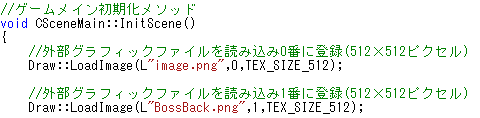 //ゲームメイン初期化メソッド
void CSceneMain::InitScene()
{
//外部グラフィックファイルを読み込み0番に登録(512×512ピクセル)
Draw::LoadImage(L"image.png",0,TEX_SIZE_512);
//外部グラフィックファイルを読み込み1番に登録(512×512ピクセル)
Draw::LoadImage(L"BossBack.png",1,TEX_SIZE_512);